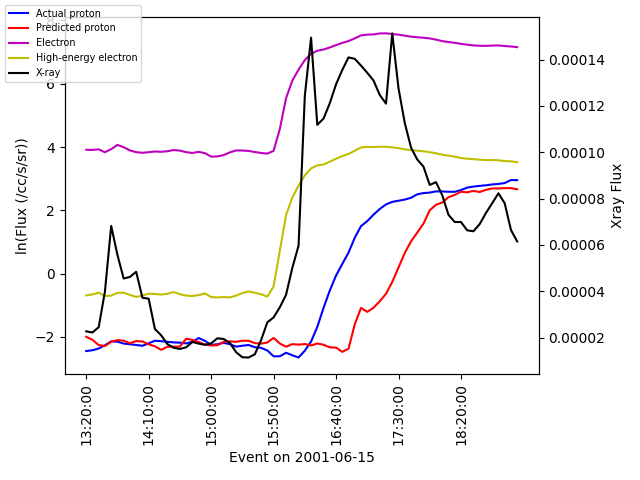 Actual proton
Predicted proton
Electron
High-energy electron
X-ray
6
4
2
0
−2
ln(Flux (/cc/s/sr))
0.00014
0.00012
0.00010
0.00008
0.00006
0.00004
0.00002
Xray Flux
13:20:00
14:10:00
15:00:00
15:50:00
16:40:00
17:30:00
18:20:00
Event on 2001-06-15